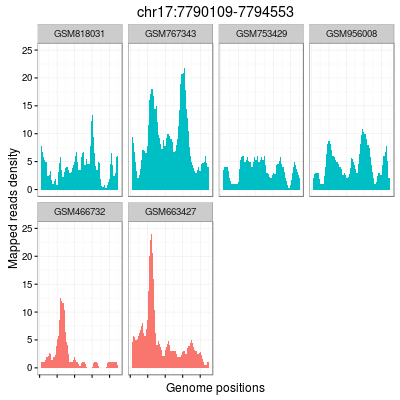 chr17:7790109-7794553
GSM818031 GSM767343 GSM753429 GSM956008
25
20
15
10
5
0
GSM466732 GSM663427
25
20
15
10
5
0
Mapped reads density
Genome positions